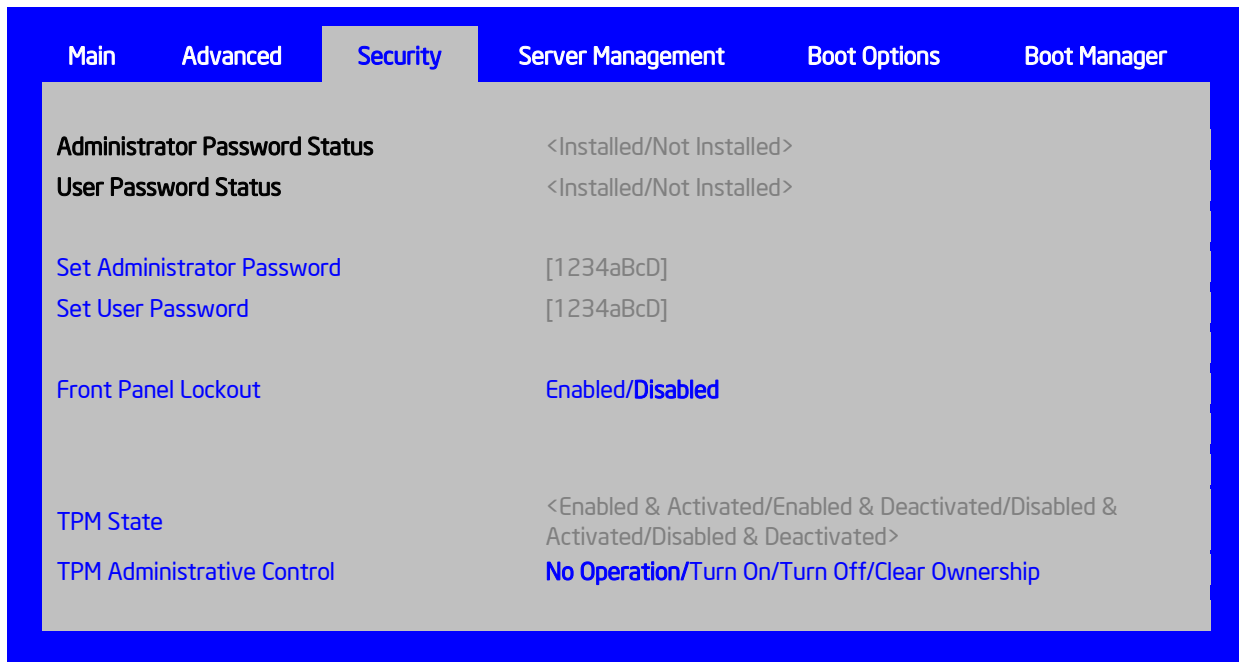 Main Advanced Security Server Management Boot Options Boot Manager
Administrator Password Status <Installed/Not Installed>
User Password Status <Installed/Not Installed>
Set Administrator Password [1234aBcD]
Set User Password [1234aBcD]
Front Panel Lockout Enabled/Disabled
TPM State <Enabled & Activated/Enabled & Deactivated/Disabled &
Activated/Disabled & Deactivated>
TPM Administrative Control No Operation/Turn On/Turn Off/Clear Ownership